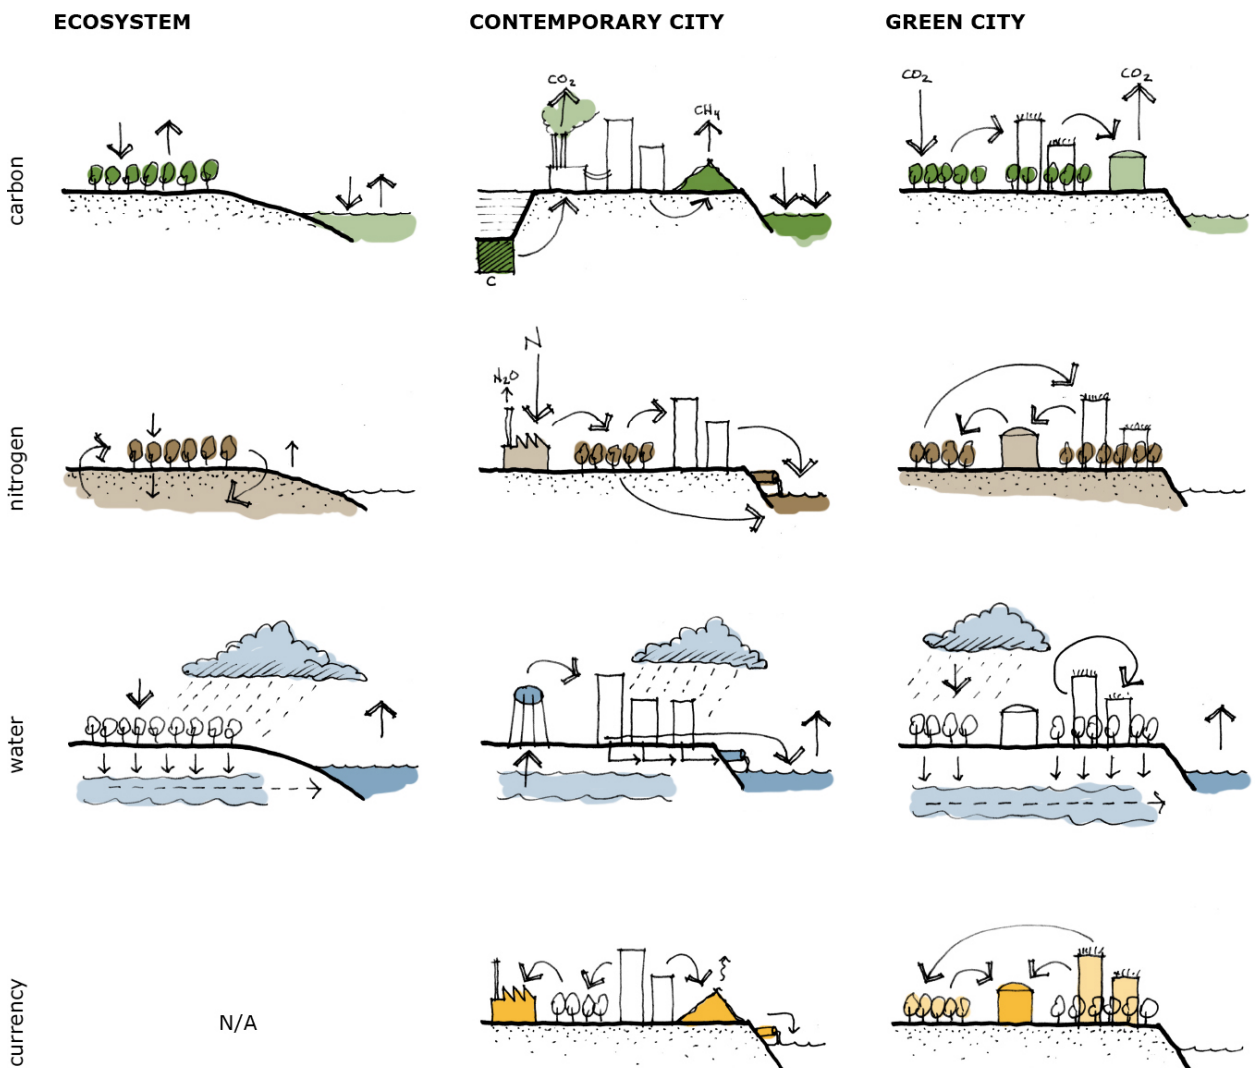 ECOSYSTEM
CONTEMPORARY CITY
GREEN CITY
carbon
CO₂
CH₄
C
CO₂
CO₂
nitrogen
N
N₂O
water
currency
N/A